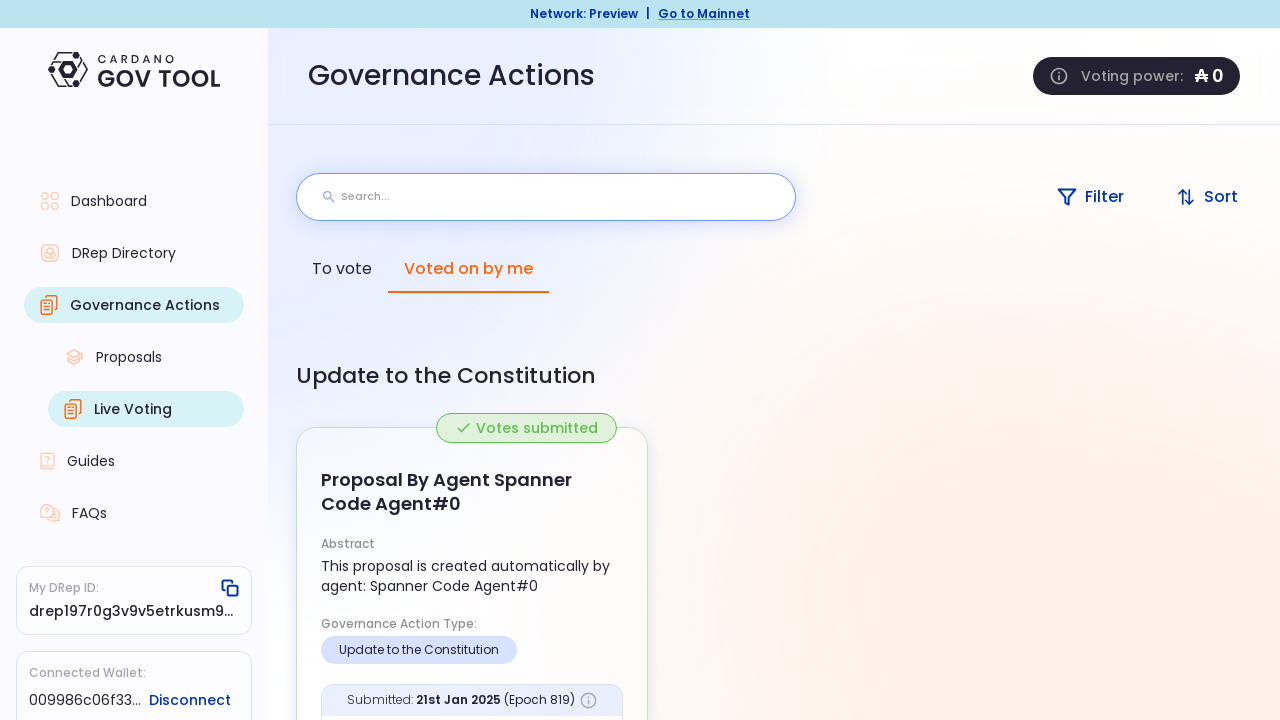 Network: Preview | Go to Mainnet
CARDANO
GOV TOOL
Governance Actions
Voting power: ₳ 0
Dashboard
DRep Directory
Governance Actions
Proposals
Live Voting
Guides
FAQs
My DRep ID:
drep197r0g3v9v5etrkusm9...
Connected Wallet:
009986c06f33... Disconnect
Search...
Filter
Sort
To vote
Voted on by me
Update to the Constitution
Votes submitted
Proposal By Agent Spanner
Code Agent#0
Abstract
This proposal is created automatically by
agent: Spanner Code Agent#0
Governance Action Type:
Update to the Constitution
Submitted: 21st Jan 2025 (Epoch 819)